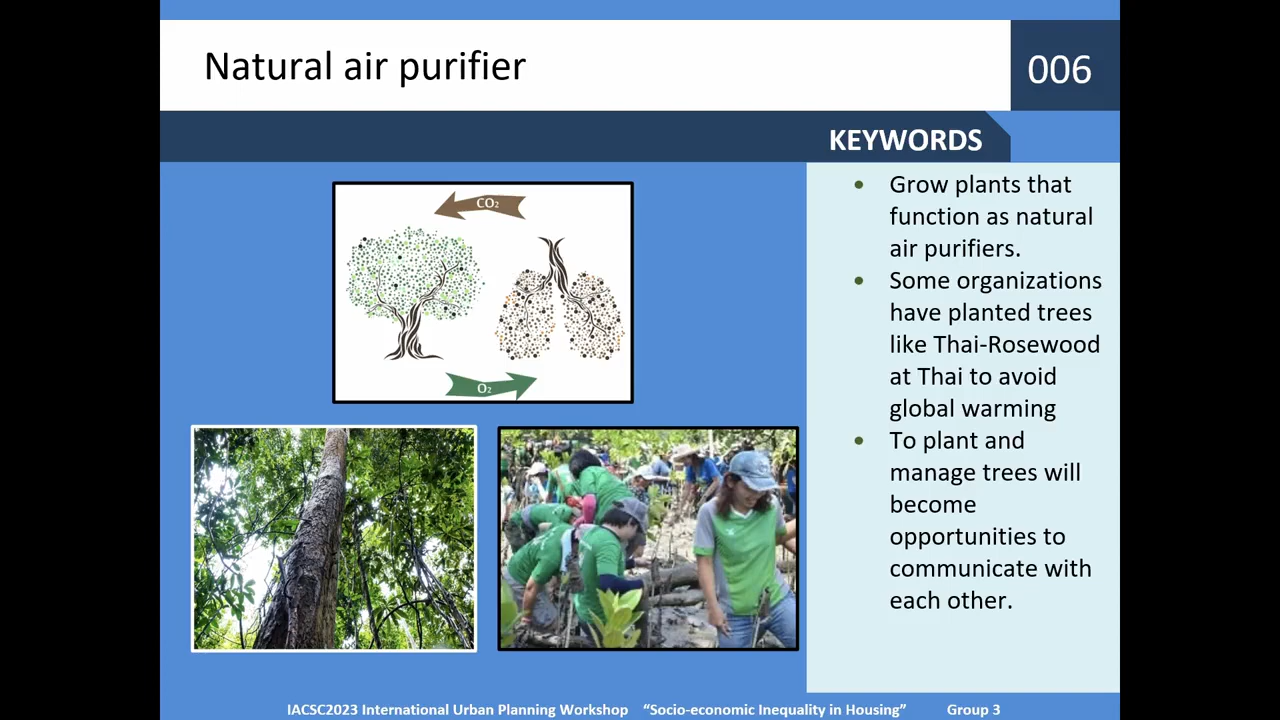 Natural air purifier
006
KEYWORDS
CO₂
O₂
• Grow plants that
function as natural
air purifiers.
• Some organizations
have planted trees
like Thai-Rosewood
at Thai to avoid
global warming
• To plant and
manage trees will
become
opportunities to
communicate with
each other.
IACSC2023 International Urban Planning Workshop “Socio-economic Inequality in Housing” Group 3